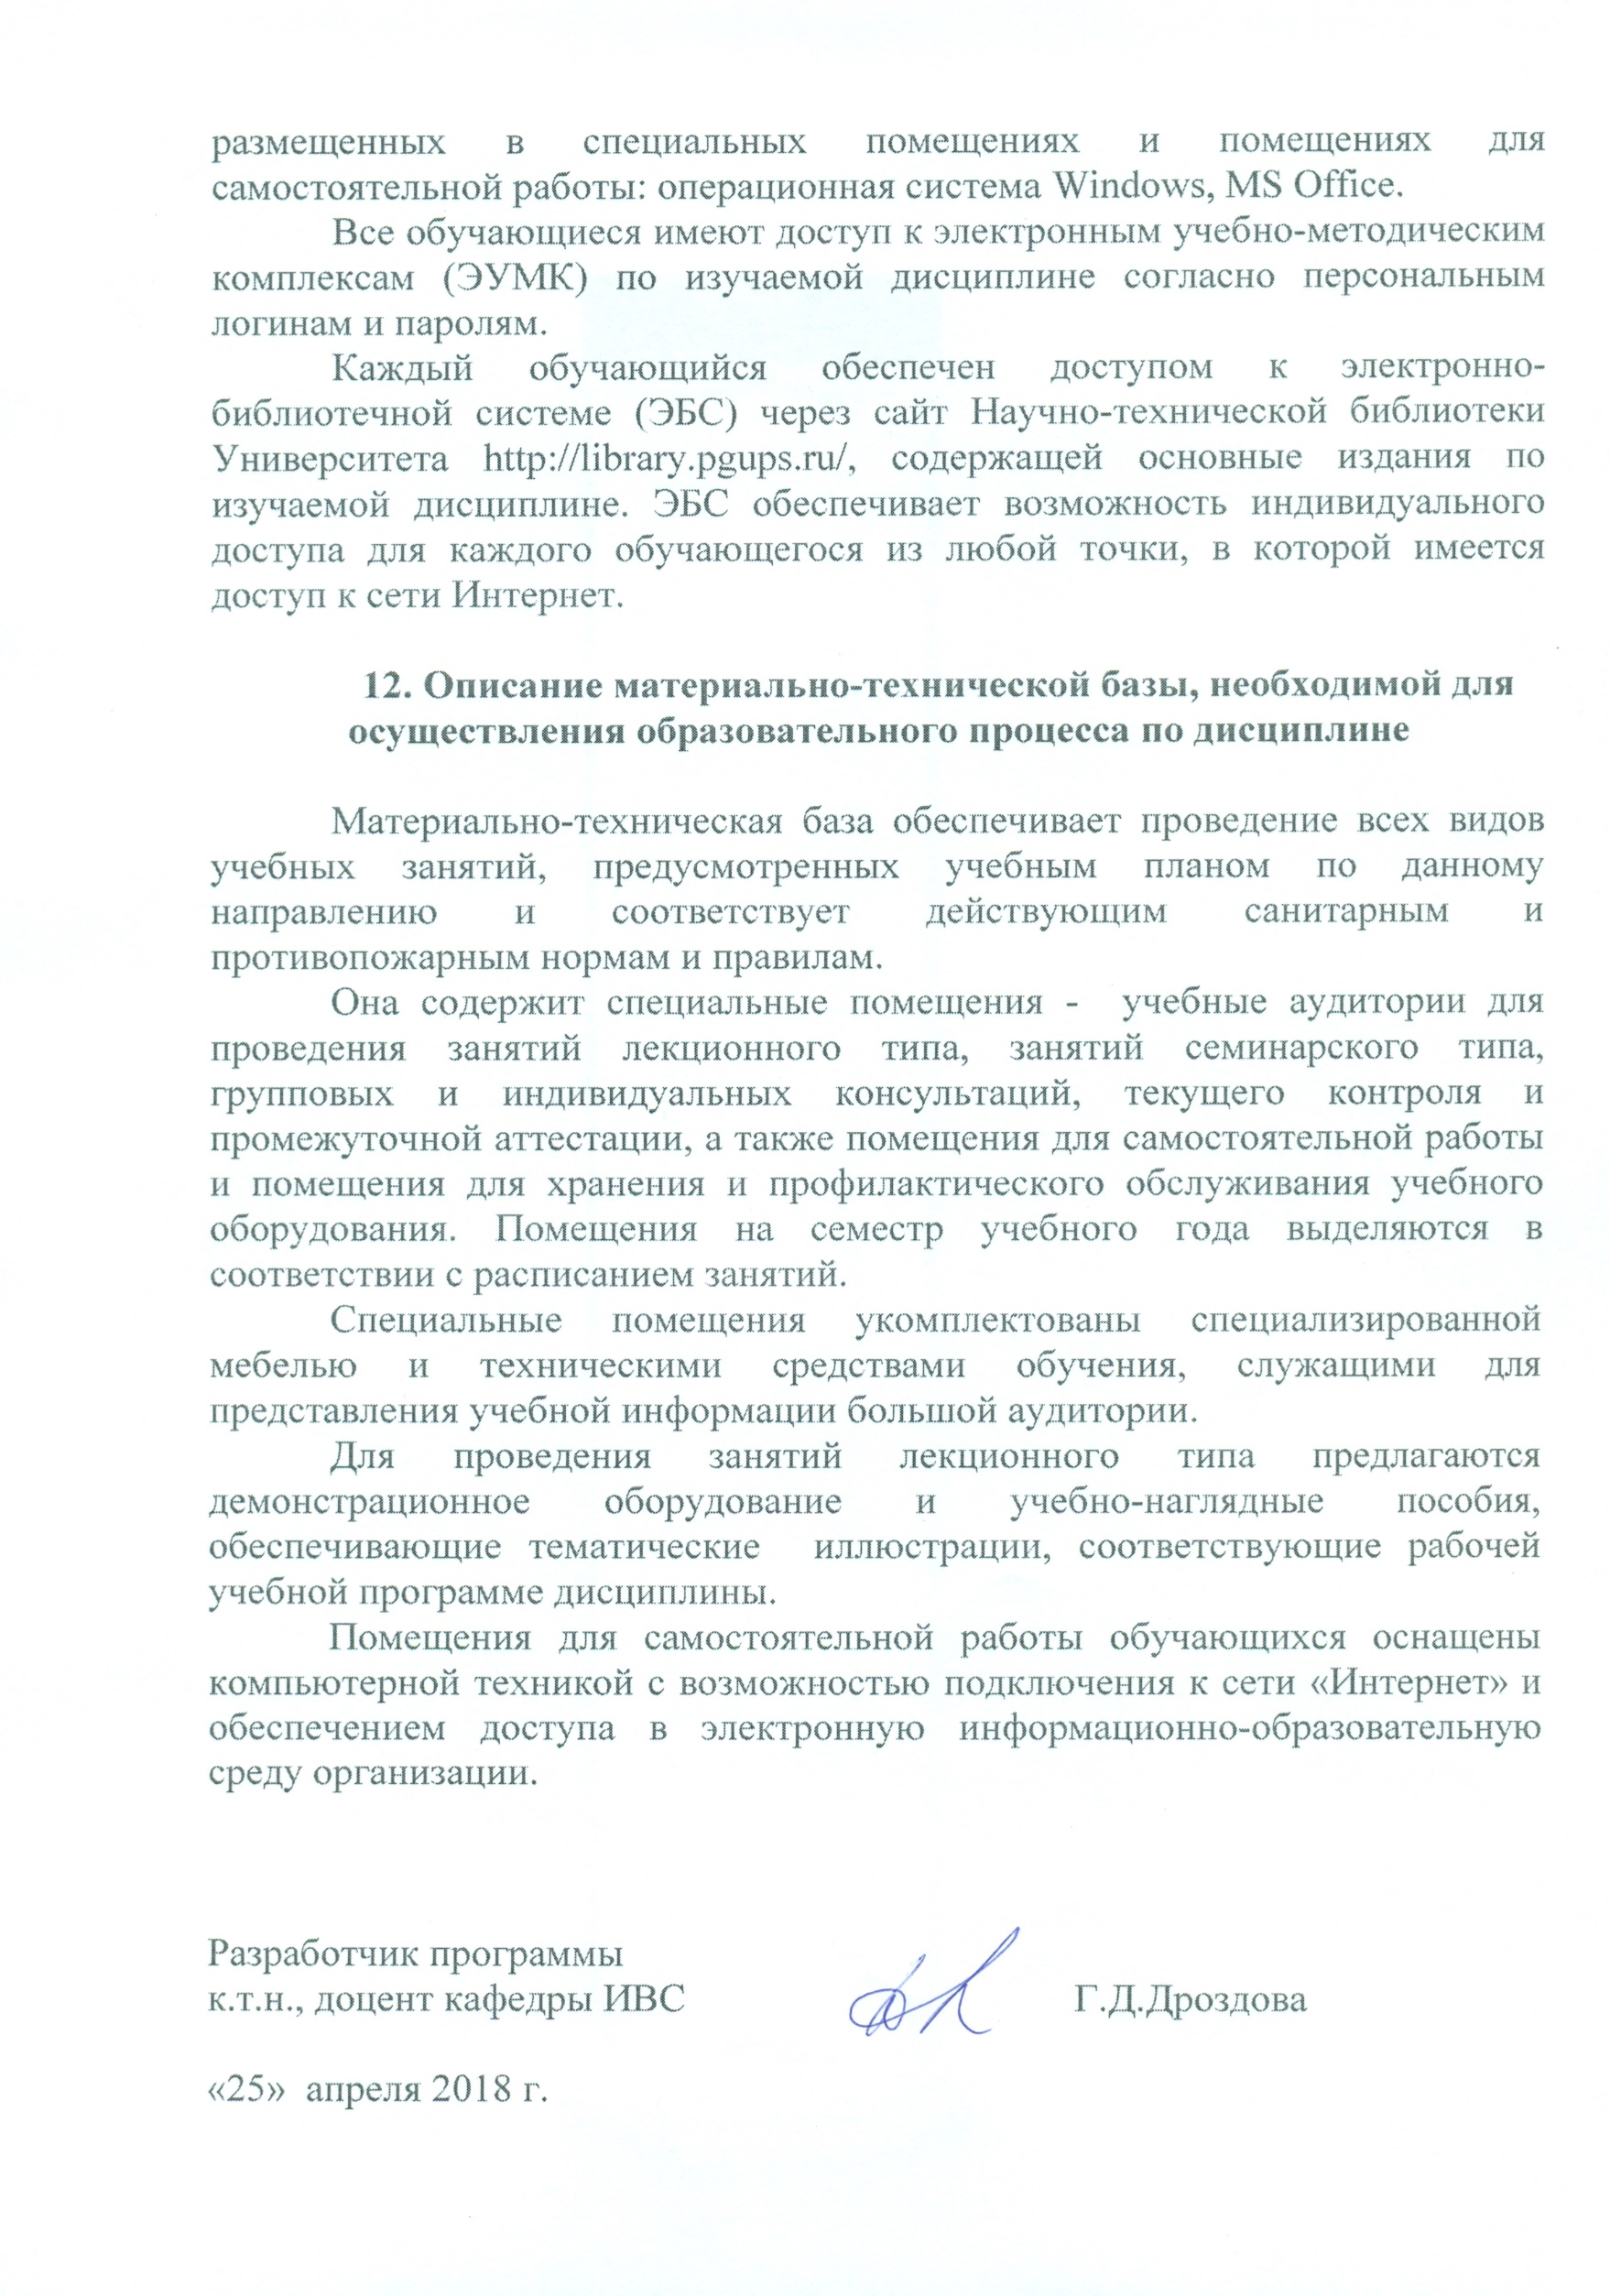 размещенных в специальных помещениях и помещениях для
самостоятельной работы: операционная система Windows, MS Office.
Все обучающиеся имеют доступ к электронным учебно-методическим
комплексам (ЭУМК) по изучаемой дисциплине согласно персональным
логинам и паролям.
Каждый обучающийся обеспечен доступом к электронно-
библиотечной системе (ЭБС) через сайт Научно-технической библиотеки
Университета http://library.pgups.ru/, содержащей основные издания по
изучаемой дисциплине. ЭБС обеспечивает возможность индивидуального
доступа для каждого обучающегося из любой точки, в которой имеется
доступ к сети Интернет.
12. Описание материально-технической базы, необходимой для
осуществления образовательного процесса по дисциплине
Материально-техническая база обеспечивает проведение всех видов
учебных занятий, предусмотренных учебным планом по данному
направлению и соответствует действующим санитарным и
противопожарным нормам и правилам.
Она содержит специальные помещения - учебные аудитории для
проведения занятий лекционного типа, занятий семинарского типа,
групповых и индивидуальных консультаций, текущего контроля и
промежуточной аттестации, а также помещения для самостоятельной работы
и помещения для хранения и профилактического обслуживания учебного
оборудования. Помещения на семестр учебного года выделяются в
соответствии с расписанием занятий.
Специальные помещения укомплектованы специализированной
мебелью и техническими средствами обучения, служащими для
представления учебной информации большой аудитории.
Для проведения занятий лекционного типа предлагаются
демонстрационное оборудование и учебно-наглядные пособия,
обеспечивающие тематические иллюстрации, соответствующие рабочей
учебной программе дисциплины.
Помещения для самостоятельной работы обучающихся оснащены
компьютерной техникой с возможностью подключения к сети «Интернет» и
обеспечением доступа в электронную информационно-образовательную
среду организации.
Разработчик программы
к.т.н., доцент кафедры ИВС Г.Д.Дроздова
«25» апреля 2018 г.